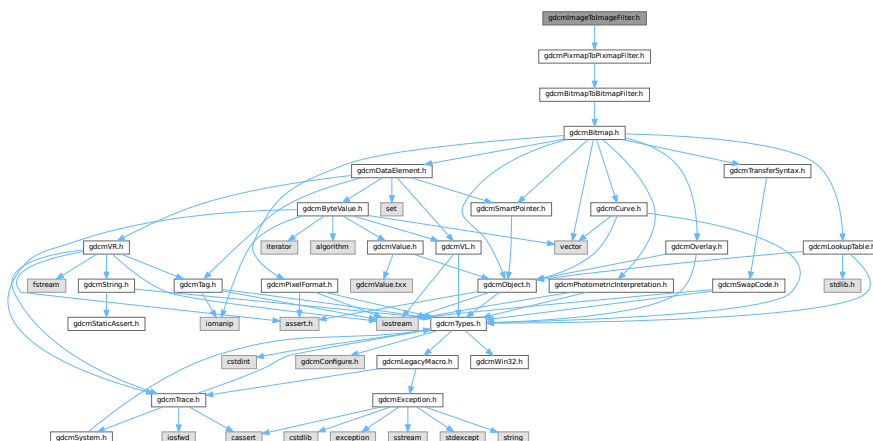 gdcmImageToImageFilter.h
gdcmPixmapToPixmapFilter.h
gdcmBitmapToBitmapFilter.h
gdcmBitmap.h
gdcmDataElement.h
gdcmTransferSyntax.h
gdcmByteValue.h
set
gdcmSmartPointer.h
gdcmCurve.h
gdcmVR.h
iterator
algorithm
gdcmValue.h
gdcmVL.h
vector
gdcmOverlay.h
gdcmLookupTable.h
fstream
gdcmString.h
gdcmTag.h
gdcmPixelFormat.h
gdcmValue.txx
gdcmObject.h
gdcmPhotometricInterpretation.h
gdcmSwapCode.h
stdlib.h
gdcmStaticAssert.h
iomanip
assert.h
iostream
gdcmTypes.h
cstdint
gdcmConfigure.h
gdcmLegacyMacro.h
gdcmWin32.h
gdcmTrace.h
gdcmException.h
gdcmSystem.h
iosfwd
cassert
cstdlib
exception
sstream
stdexcept
string